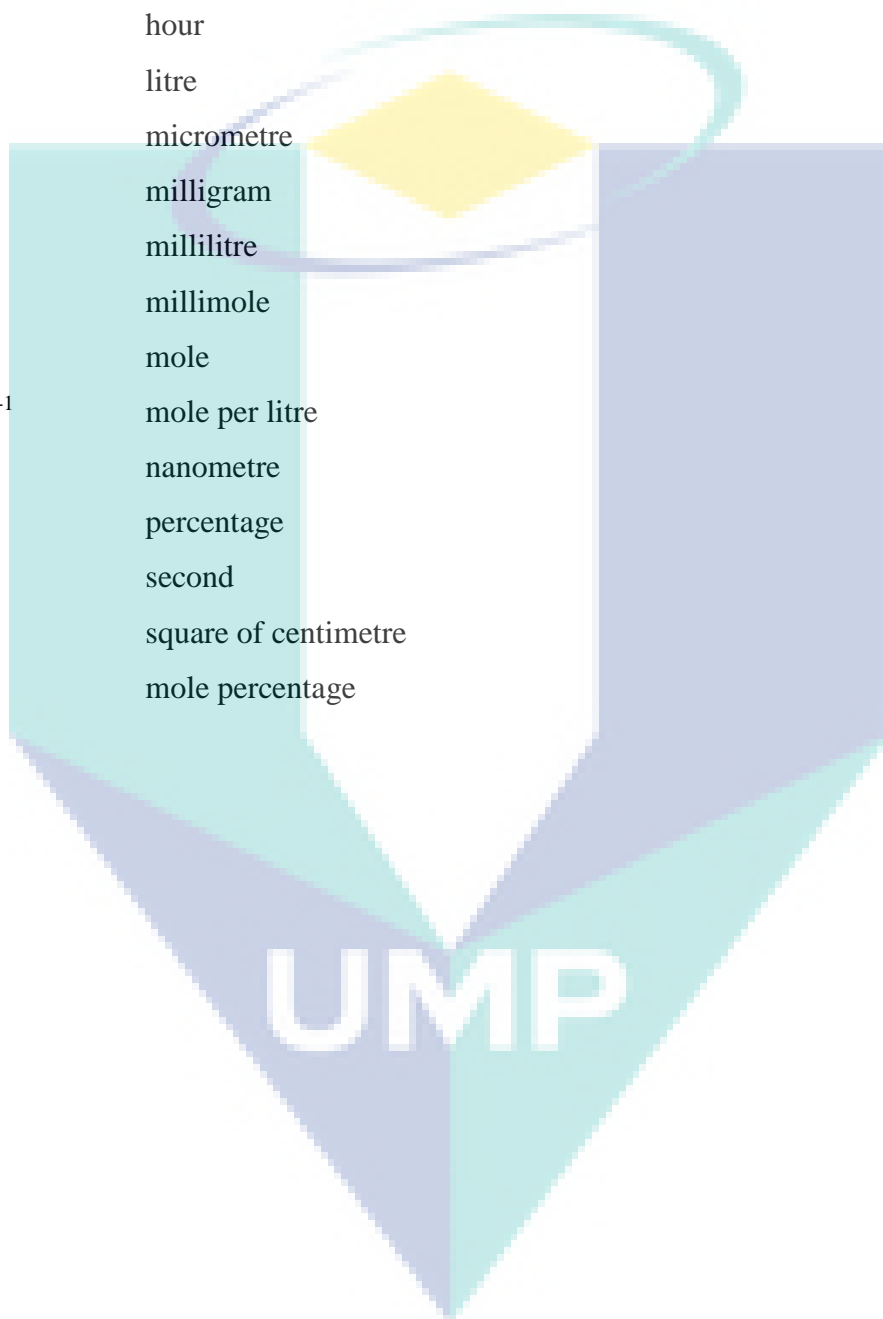 hour
litre
micrometre
milligram
millilitre
millimole
mole
-1 mole per litre
nanometre
percentage
second
square of centimetre
mole percentage
UMP